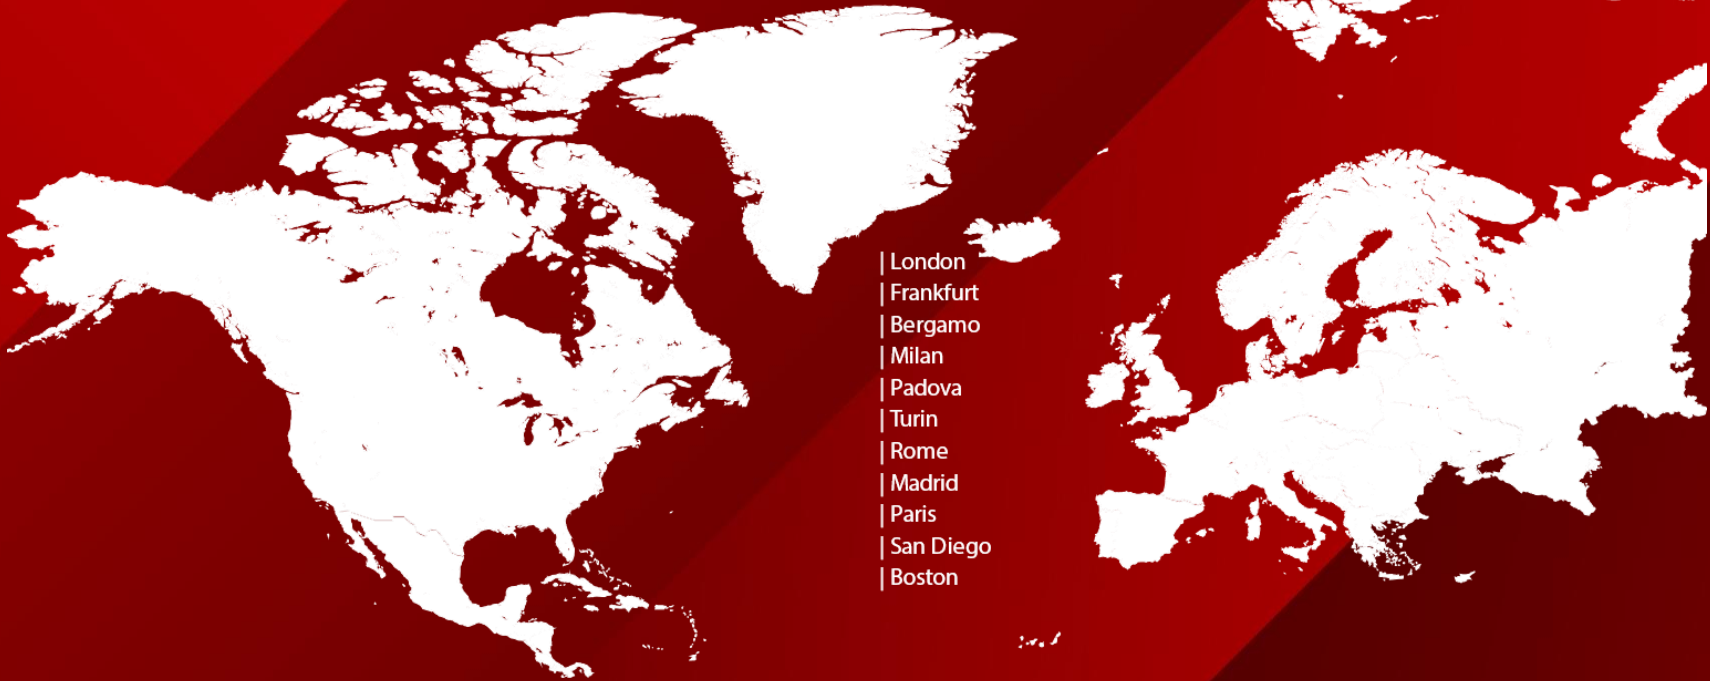 | London
| Frankfurt
| Bergamo
| Milan
| Padova
| Turin
| Rome
| Madrid
| Paris
| San Diego
| Boston